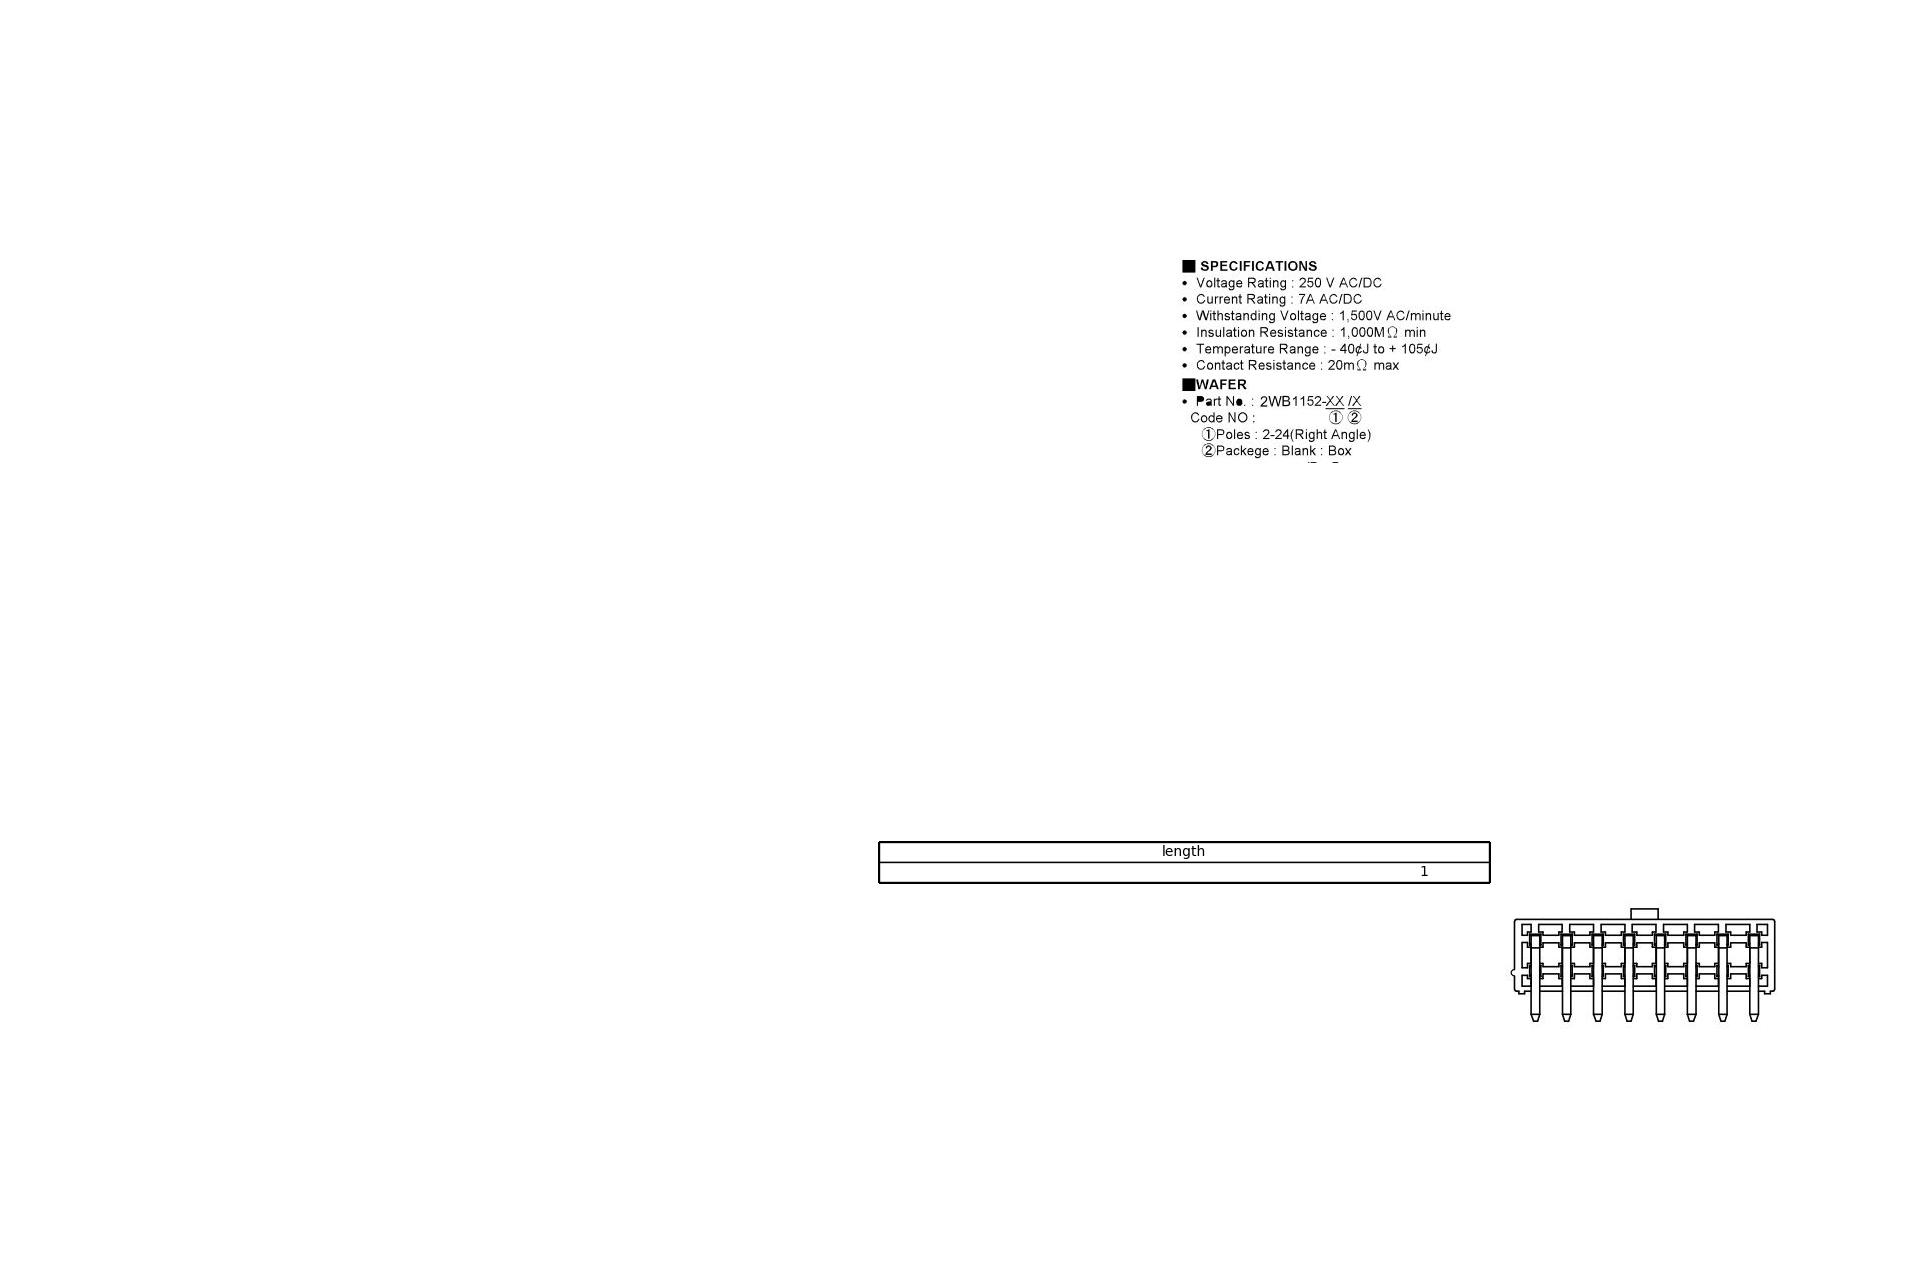 ■ SPECIFICATIONS
• Voltage Rating : 250 V AC/DC
• Current Rating : 7A AC/DC
• Withstanding Voltage : 1,500V AC/minute
• Insulation Resistance : 1,000MΩ min
• Temperature Range : - 40¢J to + 105¢J
• Contact Resistance : 20mΩ max
■WAFER
• Part No. : 2WB1152-XX /X
Code NO : ① ②
①Poles : 2-24(Right Angle)
②Packege : Blank : Box
length
1